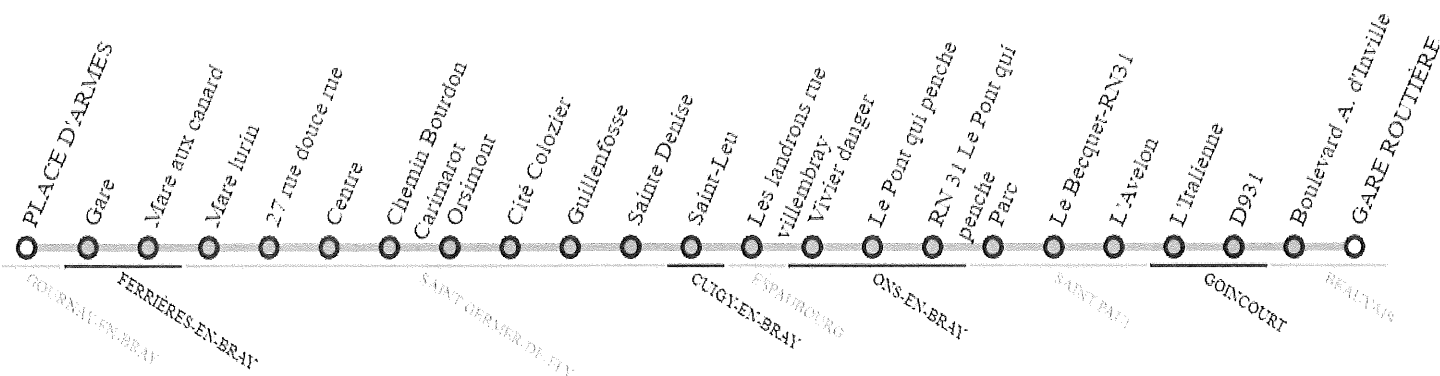 PLACE D'ARMES
Gare
Mare aux canard
Mare lurin
27 rue douce rue
Centre
Chemin Bourdon
Carimarot
Orsimont
Cité Colozier
Guillenfosse
Sainte Denise
Saint-Leu
Les landrons rue
villembray
Vivier danger
Le Pont qui penche
RN 31 Le Pont qui
penche
Parc
Le Becquet-RN31
L'Avelon
L'Italienne
D931
Boulevard A. d'Inville
GARE ROUTIÈRE
GOURNAY-EN-BRAY
FERRIÈRES-EN-BRAY
SAINT GERMER-DE-FLY
CUIGY-EN-BRAY
ESPAUBOURG
ONS-EN-BRAY
SAINT PAUL
GOINCOURT
BEAUVAIS